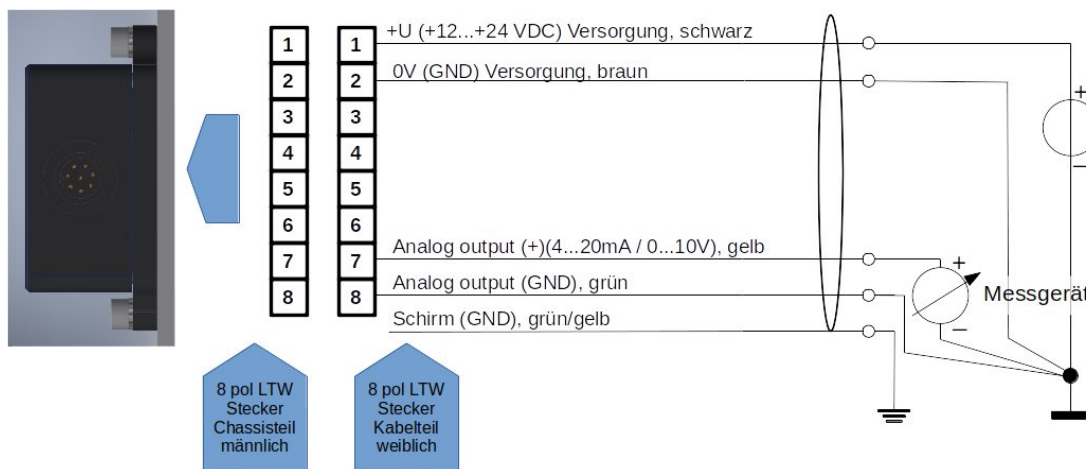 1
2
3
4
5
6
7
8
1
2
3
4
5
6
7
8
+U (+12...+24 VDC) Versorgung, schwarz
0V (GND) Versorgung, braun
+
−
Analog output (+)(4...20mA / 0...10V), gelb
Analog output (GND), grün
Schirm (GND), grün/gelb
+
−
Messgerät
8 pol LTW
Stecker
Chassisteil
männlich
8 pol LTW
Stecker
Kabelteil
weiblich